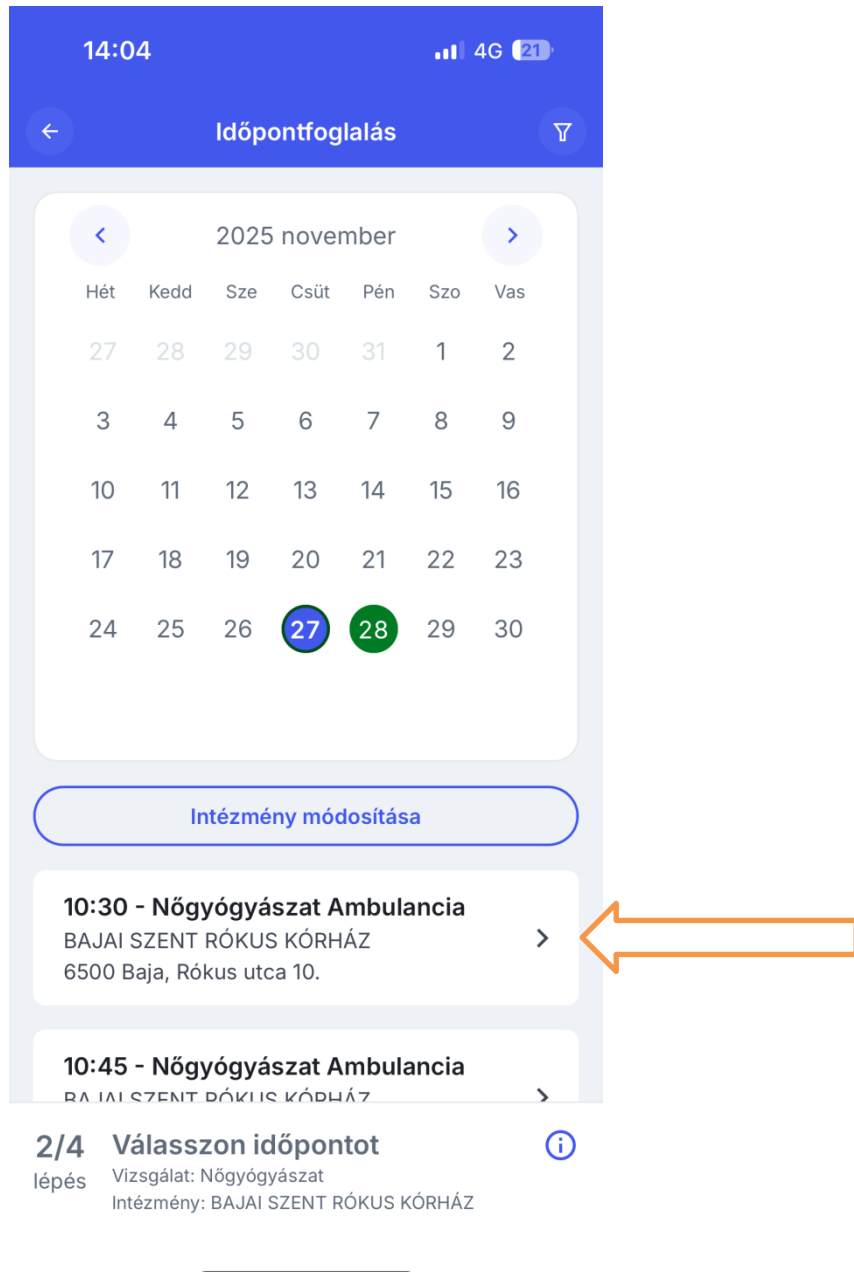 14:04 4G 21
Időpontfoglalás
2025 november
Hét Kedd Sze Csüt Pén Szo Vas
27 28 29 30 31 1 2
3 4 5 6 7 8 9
10 11 12 13 14 15 16
17 18 19 20 21 22 23
24 25 26 27 28 29 30
Intézmény módosítása
10:30 - Nőgyógyászat Ambulancia
BAJAI SZENT RÓKUS KÓRHÁZ
6500 Baja, Rókus utca 10.
10:45 - Nőgyógyászat Ambulancia
BAJAI SZENT RÓKUS KÓRHÁZ
2/4 Válasszon időpontot
lépés Vizsgálat: Nőgyógyászat
Intézmény: BAJAI SZENT RÓKUS KÓRHÁZ